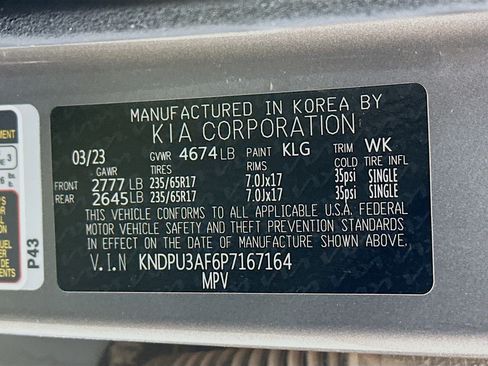 MANUFACTURED IN KOREA BY
KIA CORPORATION
03/23 GVWR 4674 LB PAINT KLG TRIM WK
GAWR TIRES RIMS COLD TIRE INFL
FRONT 2777 LB 235/65R17 7.0Jx17 35psi SINGLE
REAR 2645 LB 235/65R17 7.0Jx17 35psi SINGLE
THIS VEHICLE CONFORMS TO ALL APPLICABLE U.S.A. FEDERAL
MOTOR VEHICLE SAFETY AND THEFT PREVENTION STANDARDS
IN EFFECT ON THE DATE OF MANUFACTURE SHOWN ABOVE.
V.I.N KNDPU3AF6P7167164
MPV
P43